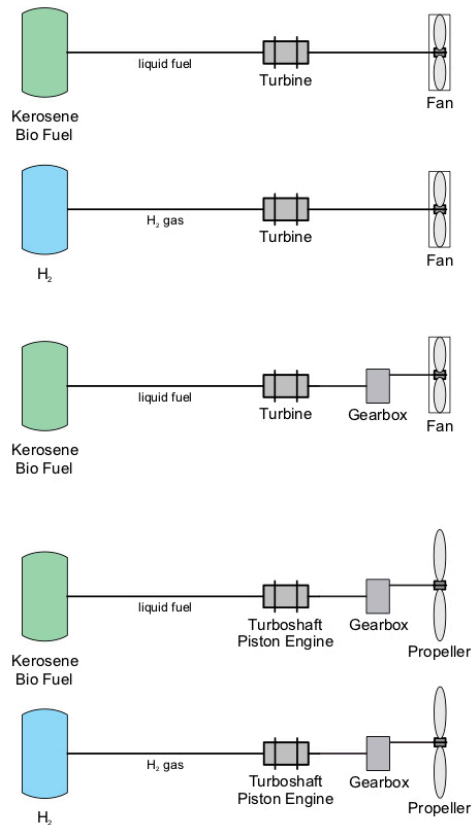 liquid fuel
Turbine
Fan
Kerosene
Bio Fuel
H₂ gas
Turbine
Fan
H₂
liquid fuel
Turbine
Gearbox
Fan
Kerosene
Bio Fuel
liquid fuel
Turboshaft
Piston Engine
Gearbox
Propeller
Kerosene
Bio Fuel
H₂ gas
Turboshaft
Piston Engine
Gearbox
Propeller
H₂